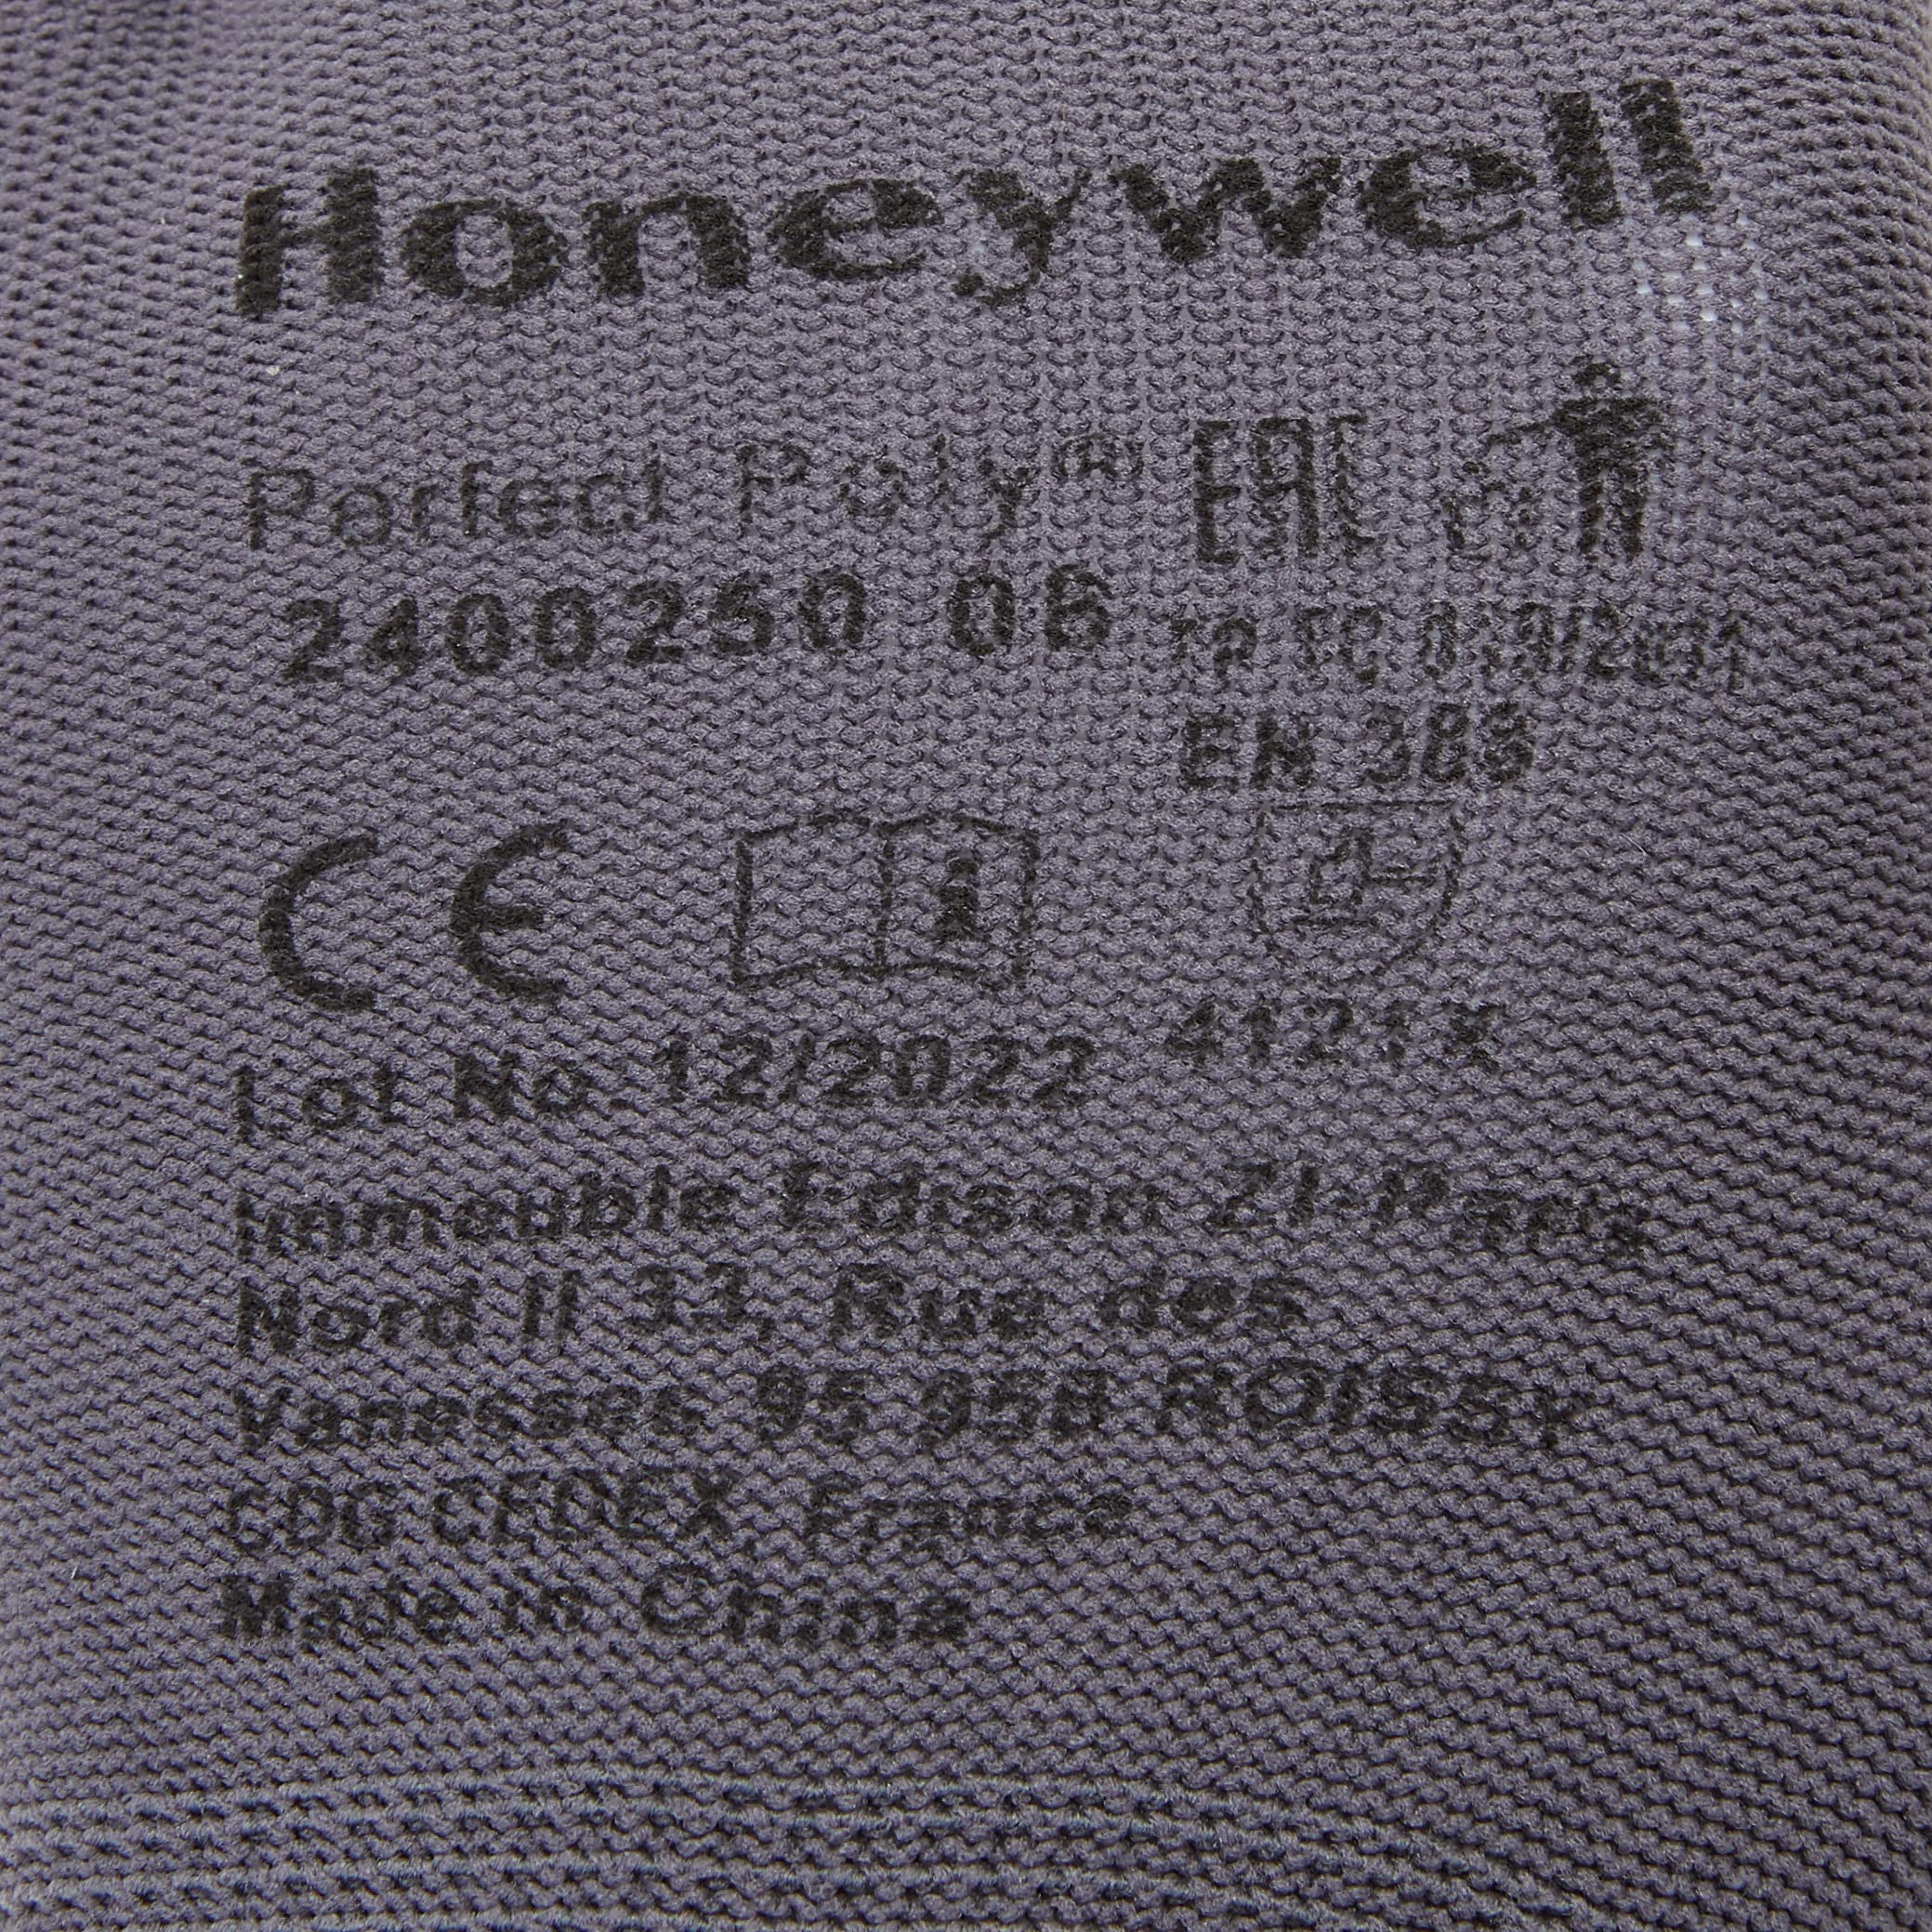 Honeywell
Perfect Poly™ EAC
2400250 06
TP TC 019/2011
EN 388
CE i
4121X
Lot No. 12/2022
Immeuble Edison ZI Paris
Nord II 33, Rue des
Vanesses 95 958 ROISSY
CDG CEDEX, France
Made in China